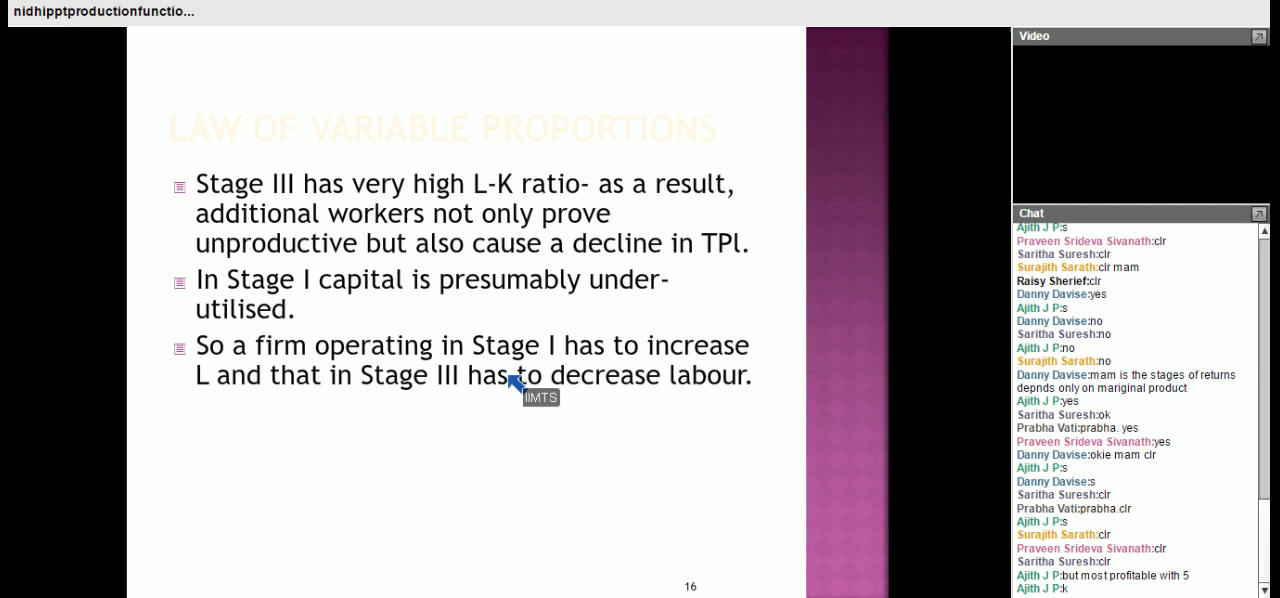 nidhipptproductionfunctio...
LAW OF VARIABLE PROPORTIONS
Stage III has very high L-K ratio- as a result,
additional workers not only prove
unproductive but also cause a decline in TPl.
In Stage I capital is presumably under-
utilised.
So a firm operating in Stage I has to increase
L and that in Stage III has to decrease labour.
IIMTS
16
Video
Chat
Ajith J P:s
Praveen Srideva Sivanath:clr
Saritha Suresh:clr
Surajith Sarath:clr mam
Raisy Sherief:clr
Danny Davise:yes
Ajith J P:s
Danny Davise:no
Saritha Suresh:no
Ajith J P:no
Surajith Sarath:no
Danny Davise:mam is the stages of returns
depnds only on mariginal product
Ajith J P:yes
Saritha Suresh:ok
Prabha Vati:prabha. yes
Praveen Srideva Sivanath:yes
Danny Davise:okie mam clr
Ajith J P:s
Danny Davise:s
Saritha Suresh:clr
Prabha Vati:prabha.clr
Ajith J P:s
Surajith Sarath:clr
Praveen Srideva Sivanath:clr
Saritha Suresh:clr
Ajith J P:but most profitable with 5
Ajith J P:k